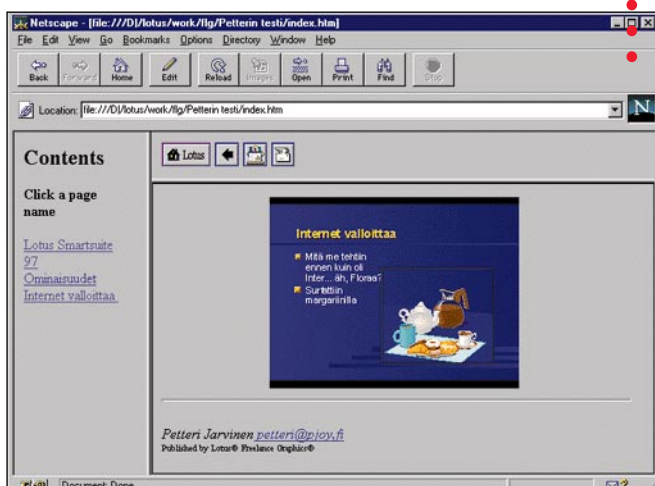 Netscape - [file:///D|/lotus/work/flg/Petterin testi/index.htm]
File Edit View Go Bookmarks Options Directory Window Help
Back Forward Home Edit Reload Images Open Print Find Stop
Location: file:///D|/lotus/work/flg/Petterin testi/index.htm
N
Contents
Click a page
name
Lotus Smartsuite
97
Ominaisuudet
Internet valloittaa
Lotus
Internet valloittaa
Mitä me tehtiin
ennen kuin oli
Inter... äh, Floraa?
Surffattiin
margariinilla
Petteri Jarvinen petteri@pjoy.fi
Published by Lotus® Freelance Graphics®
Document: Done